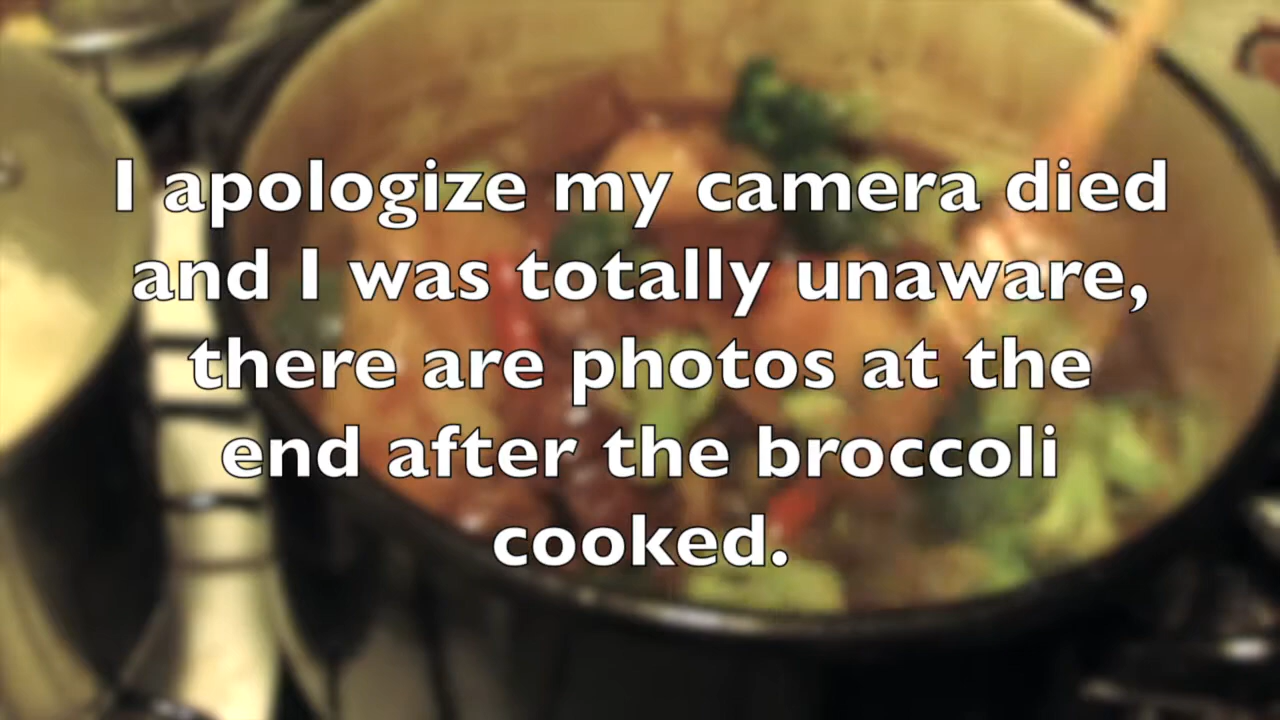 I apologize my camera died
and I was totally unaware,
there are photos at the
end after the broccoli
cooked.